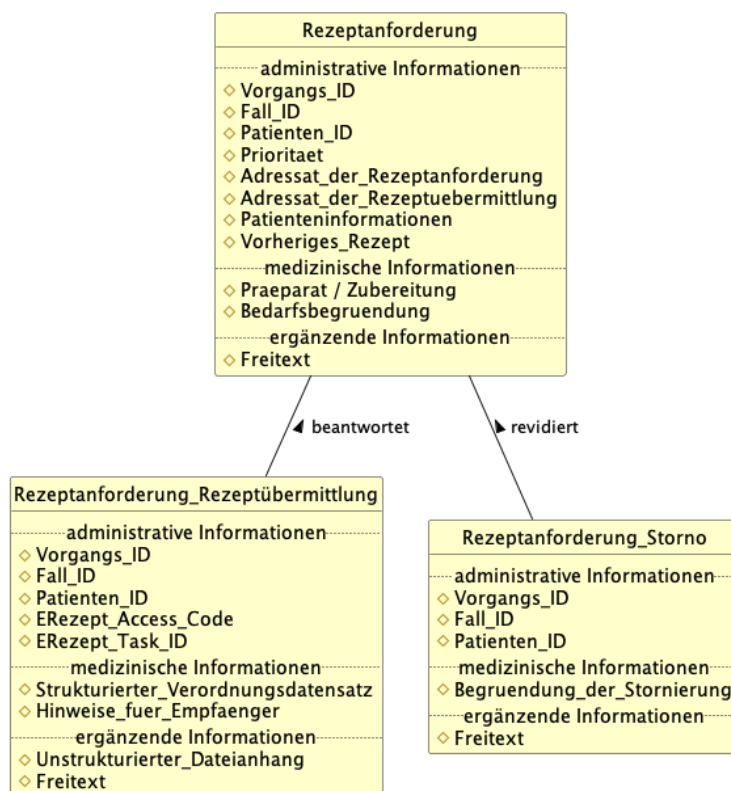 Rezeptanforderung
administrative Informationen
Vorgangs_ID
Fall_ID
Patienten_ID
Prioritaet
Adressat_der_Rezeptanforderung
Adressat_der_Rezeptuebermittlung
Patienteninformationen
Vorheriges_Rezept
medizinische Informationen
Praeparat / Zubereitung
Bedarfsbegruendung
ergänzende Informationen
Freitext
beantwortet
revidiert
Rezeptanforderung_Rezeptübermittlung
administrative Informationen
Vorgangs_ID
Fall_ID
Patienten_ID
ERezept_Access_Code
ERezept_Task_ID
medizinische Informationen
Strukturierter_Verordnungsdatensatz
Hinweise_fuer_Empfaenger
ergänzende Informationen
Unstrukturierter_Dateianhang
Freitext
Rezeptanforderung_Storno
administrative Informationen
Vorgangs_ID
Fall_ID
Patienten_ID
medizinische Informationen
Begruendung_der_Stornierung
ergänzende Informationen
Freitext